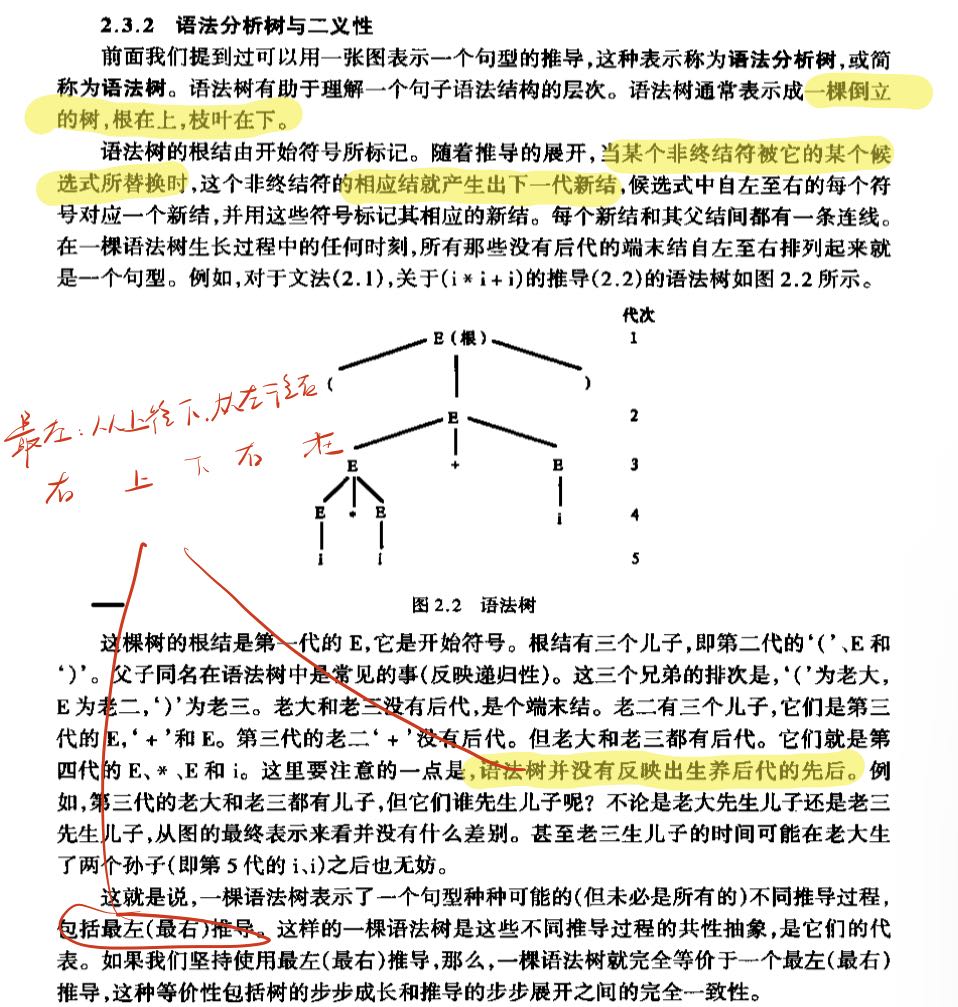 2.3.2 语法分析树与二义性
前面我们提到过可以用一张图表示一个句型的推导,这种表示称为语法分析树,或简
称为语法树。语法树有助于理解一个句子语法结构的层次。语法树通常表示成一棵倒立
的树,根在上,枝叶在下。
语法树的根结由开始符号所标记。随着推导的展开,当某个非终结符被它的某个候
选式所替换时,这个非终结符的相应结就产生出下一代新结,候选式中自左至右的每个符
号对应一个新结,并用这些符号标记其相应的新结。每个新结和其父结间都有一条连线。
在一棵语法树生长过程中的任何时刻,所有那些没有后代的端末结自左至右排列起来就
是一个句型。例如,对于文法(2.1),关于(i*i+i)的推导(2.2)的语法树如图2.2所示。
代次
E(根) 1
( )
E 2
最左:从上往下,从左往右
右 上 下 右 左
E + E 3
E * E i 4
i i 5
图2.2 语法树
这棵树的根结是第一代的E,它是开始符号。根结有三个儿子,即第二代的‘(’、E和
‘)’。父子同名在语法树中是常见的事(反映递归性)。这三个兄弟的排次是,‘(’为老大,
E为老二,‘)’为老三。老大和老三没有后代,是个端末结。老二有三个儿子,它们是第三
代的E,‘+’和E。第三代的老二‘+’没有后代。但老大和老三都有后代。它们就是第
四代的E、*、E和i。这里要注意的一点是,语法树并没有反映出生养后代的先后。例
如,第三代的老大和老三都有儿子,但它们谁先生儿子呢?不论是老大先生儿子还是老三
先生儿子,从图的最终表示来看并没有什么差别。甚至老三生儿子的时间可能在老大生
了两个孙子(即第5代的i、i)之后也无妨。
这就是说,一棵语法树表示了一个句型种种可能的(但未必是所有的)不同推导过程,
包括最左(最右)推导。这样的一棵语法树是这些不同推导过程的共性抽象,是它们的代
表。如果我们坚持使用最左(最右)推导,那么,一棵语法树就完全等价于一个最左(最右)
推导,这种等价性包括树的步步成长和推导的步步展开之间的完全一致性。